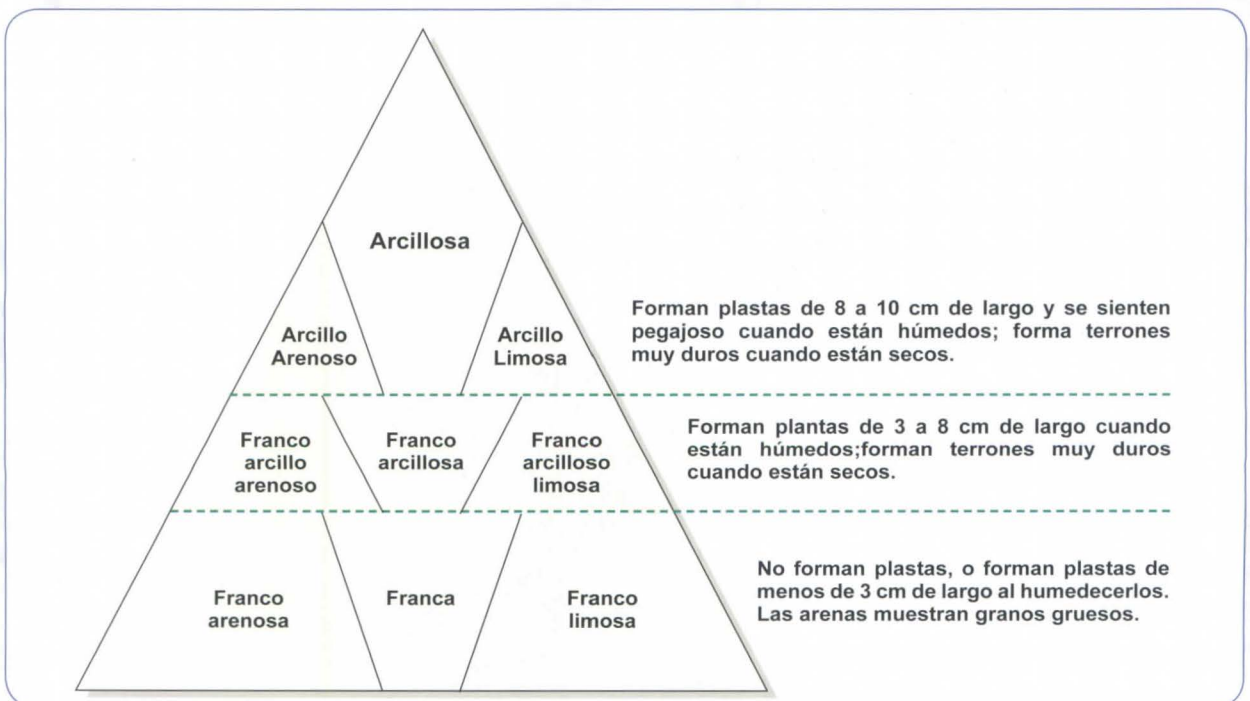 Arcillosa
Arcillo
Arenoso
Arcillo
Limosa
Forman plastas de 8 a 10 cm de largo y se sienten
pegajoso cuando están húmedos; forma terrones
muy duros cuando están secos.
Franco
arcillo
arenoso
Franco
arcillosa
Franco
arcilloso
limosa
Forman plantas de 3 a 8 cm de largo cuando
están húmedos;forman terrones muy duros
cuando están secos.
Franco
arenosa
Franca
Franco
limosa
No forman plastas, o forman plastas de
menos de 3 cm de largo al humedecerlos.
Las arenas muestran granos gruesos.